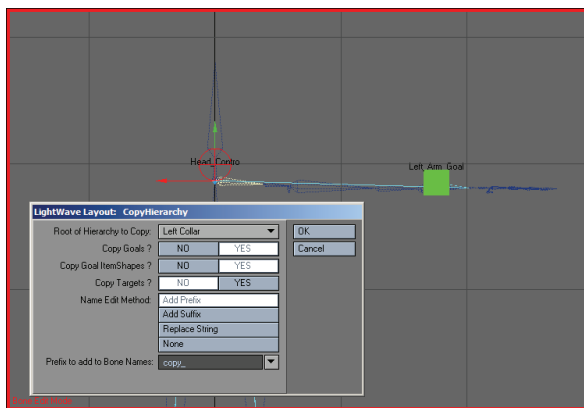 Head_Contro
Left_Arm_Goal
LightWave Layout: CopyHierarchy
Root of Hierarchy to Copy: Left Collar OK
Copy Goals ? NO YES Cancel
Copy Goal ItemShapes ? NO YES
Copy Targets ? NO YES
Name Edit Method: Add Prefix
Add Suffix
Replace String
None
Prefix to add to Bone Names: copy_